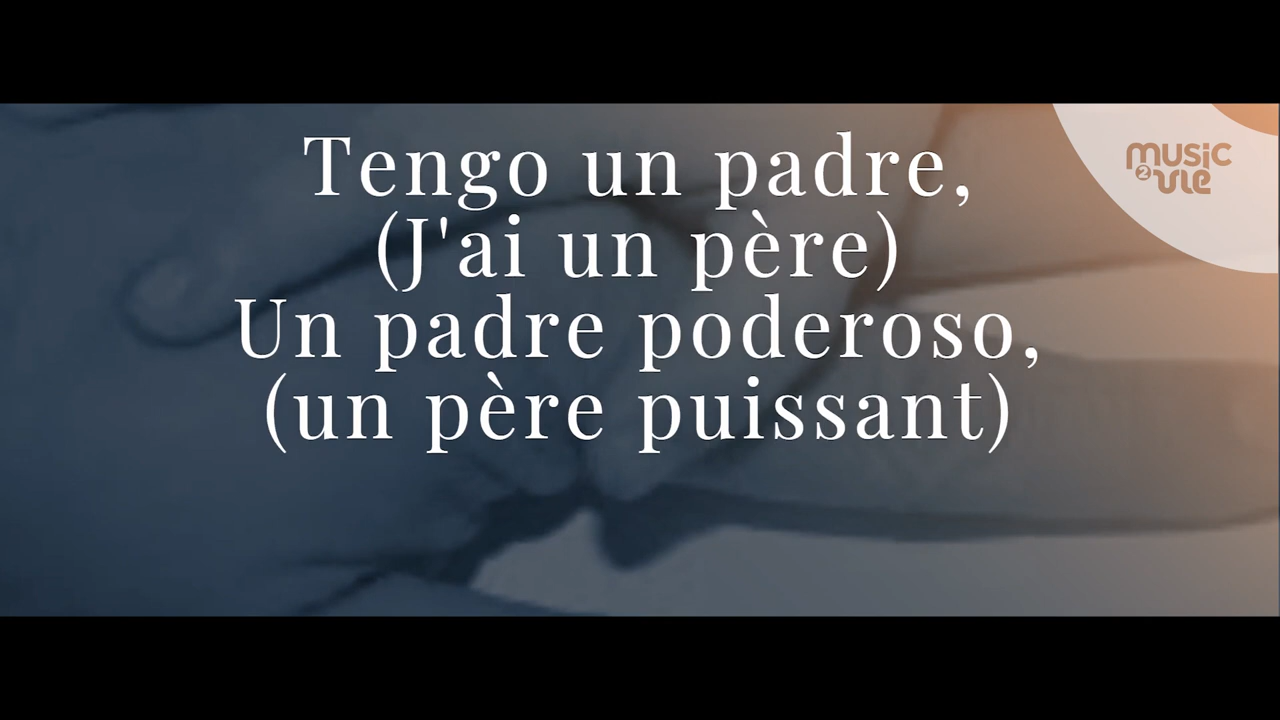 Tengo un padre,
(J'ai un père)
Un padre poderoso,
(un père puissant)
music
2 vie